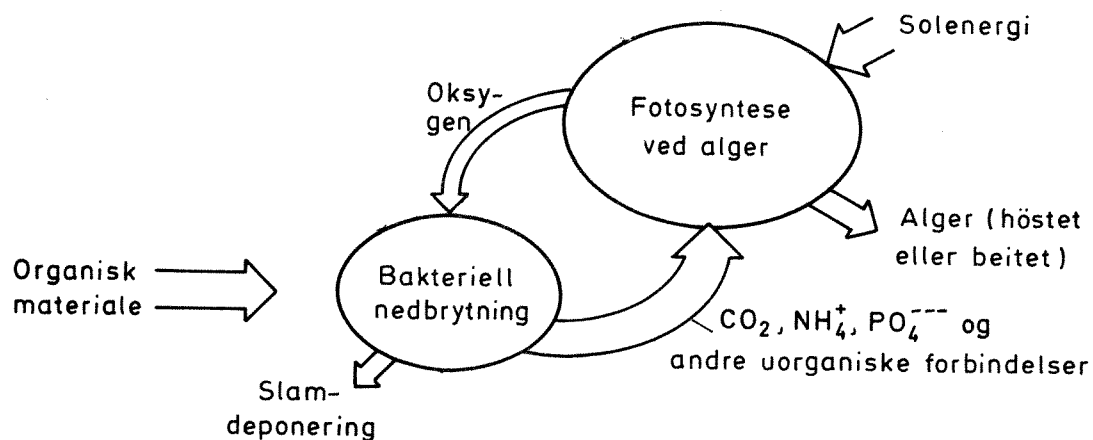 Solenergi
Oksy-
gen
Fotosyntese
ved alger
Alger (höstet
eller beitet)
Organisk
materiale
Bakteriell
nedbrytning
CO₂, NH₄⁺, PO₄⁻⁻⁻ og
andre uorganiske forbindelser
Slam-
deponering